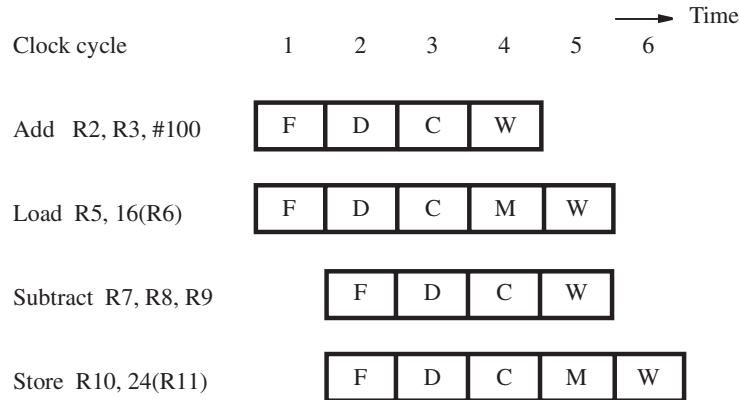 Time
Clock cycle 1 2 3 4 5 6
Add R2, R3, #100 F D C W
Load R5, 16(R6) F D C M W
Subtract R7, R8, R9 F D C W
Store R10, 24(R11) F D C M W